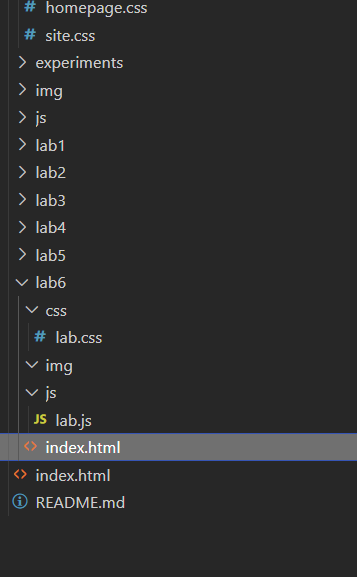 # homepage.css
# site.css
experiments
img
js
lab1
lab2
lab3
lab4
lab5
lab6
css
# lab.css
img
js
JS lab.js
<> index.html
<> index.html
README.md